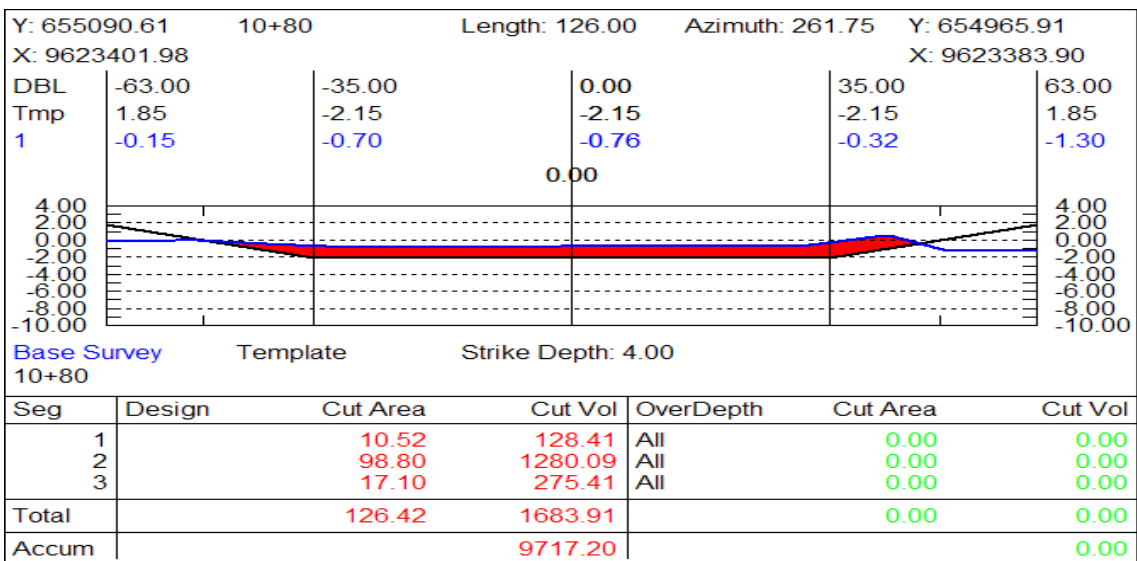 Y: 655090.61 10+80 Length: 126.00 Azimuth: 261.75 Y: 654965.91
X: 9623401.98 X: 9623383.90
DBL -63.00 -35.00 0.00 35.00 63.00
Tmp 1.85 -2.15 -2.15 -2.15 1.85
1 -0.15 -0.70 -0.76 -0.32 -1.30
0.00
4.00 4.00
2.00 2.00
0.00 0.00
-2.00 -2.00
-4.00 -4.00
-6.00 -6.00
-8.00 -8.00
-10.00 -10.00
Base Survey Template Strike Depth: 4.00
10+80
Seg Design Cut Area Cut Vol OverDepth Cut Area Cut Vol
1 10.52 128.41 All 0.00 0.00
2 98.80 1280.09 All 0.00 0.00
3 17.10 275.41 All 0.00 0.00
Total 126.42 1683.91 0.00 0.00
Accum 9717.20 0.00